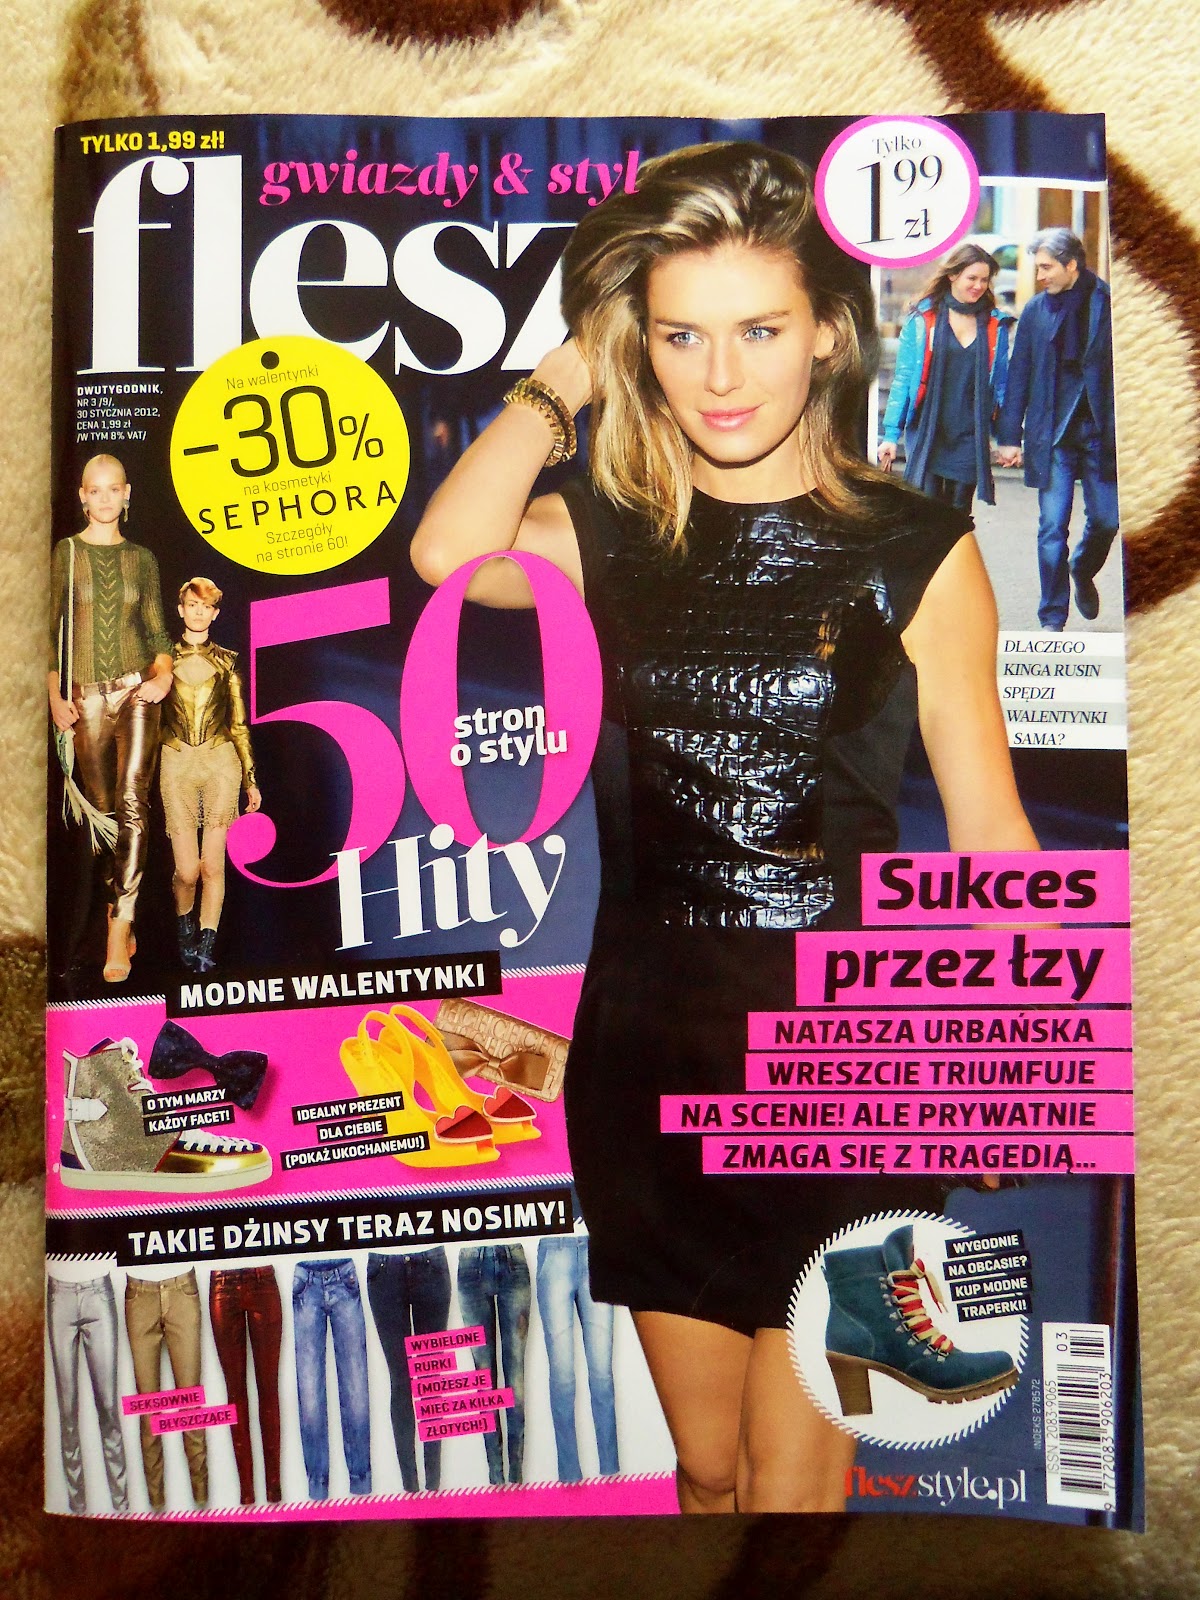 TYLKO 1,99 zł!
gwiazdy & styl
flesz
Tylko
1 99
zł
DWUTYGODNIK,
NR 3 /9/,
30 STYCZNIA 2012,
CENA 1,99 zł
/W TYM 8% VAT/
Na walentynki
-30%
na kosmetyki
SEPHORA
Szczegóły
na stronie 60!
50
stron
o stylu
Hity
DLACZEGO
KINGA RUSIN
SPĘDZI
WALENTYNKI
SAMA?
Sukces
przez łzy
NATASZA URBAŃSKA
WRESZCIE TRIUMFUJE
NA SCENIE! ALE PRYWATNIE
ZMAGA SIĘ Z TRAGEDIĄ...
MODNE WALENTYNKI
O TYM MARZY
KAŻDY FACET!
IDEALNY PREZENT
DLA CIEBIE
(POKAŻ UKOCHANEMU!)
TAKIE DŻINSY TERAZ NOSIMY!
SEKSOWNIE
BŁYSZCZĄCE
WYBIELONE
RURKI
(MOŻESZ JE
MIEĆ ZA KILKA
ZŁOTYCH!)
WYGODNIE
NA OBCASIE?
KUP MODNE
TRAPERKI!
fleszstyle.pl
INDEKS 278572
ISSN 2083-9065
03
9 772083 906203